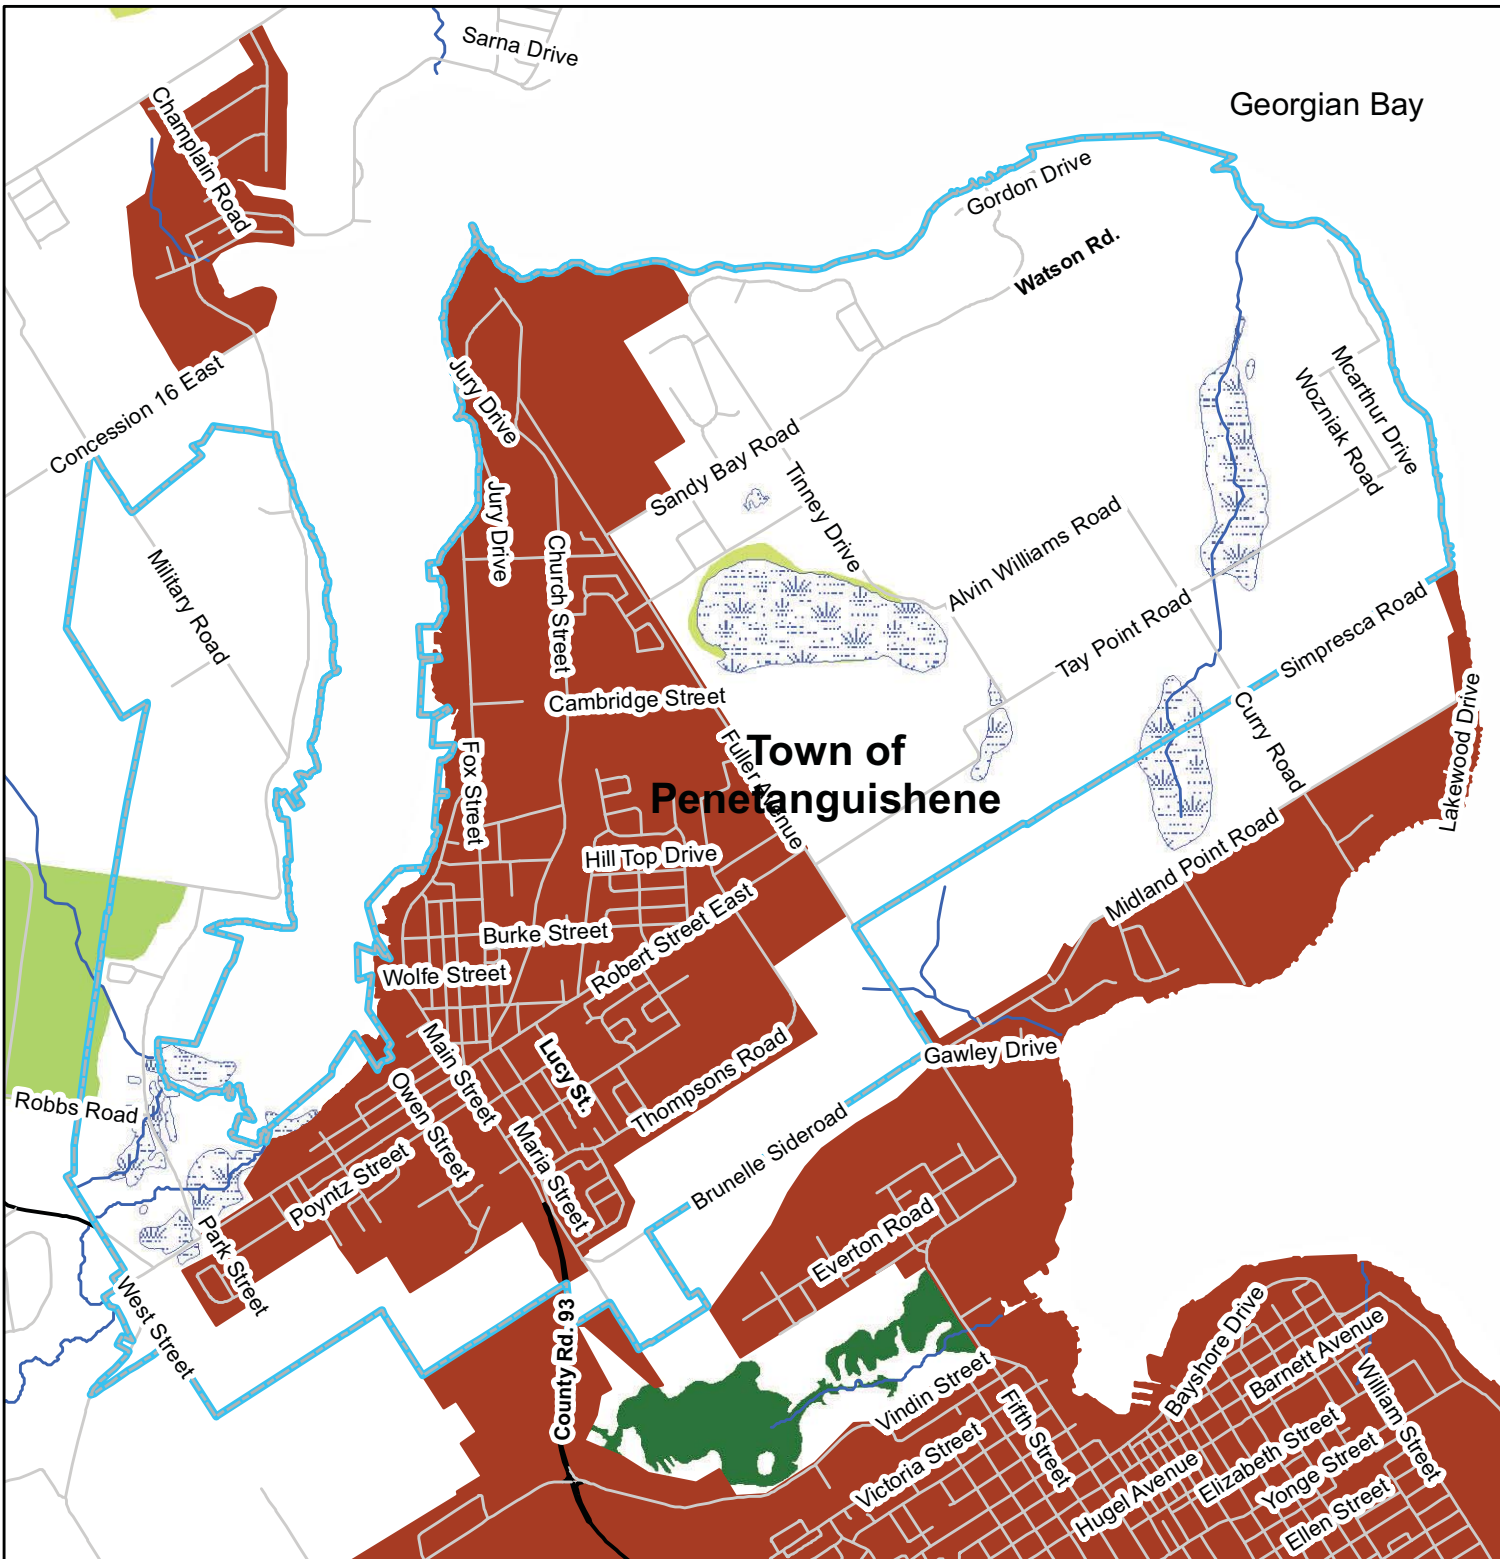 Sarna Drive
Georgian Bay
Champlain Road
Gordon Drive
Watson Rd.
Concession 16 East
Jury Drive
Mcarthur Drive
Wozniak Road
Sandy Bay Road
Tinney Drive
Jury Drive
Church Street
Alvin Williams Road
Military Road
Tay Point Road
Simpresca Road
Cambridge Street
Curry Road
Lakewood Drive
Fox Street
Fuller Avenue
Town of
Penetanguishene
Hill Top Drive
Midland Point Road
Burke Street
Robert Street East
Wolfe Street
Main Street
Lucy St.
Thompsons Road
Gawley Drive
Owen Street
Robbs Road
Maria Street
Brunelle Sideroad
Poyntz Street
Park Street
Everton Road
West Street
County Rd. 93
Bayshore Drive
Barnett Avenue
William Street
Vindin Street
Fifth Street
Victoria Street
Elizabeth Street
Hugel Avenue
Yonge Street
Ellen Street